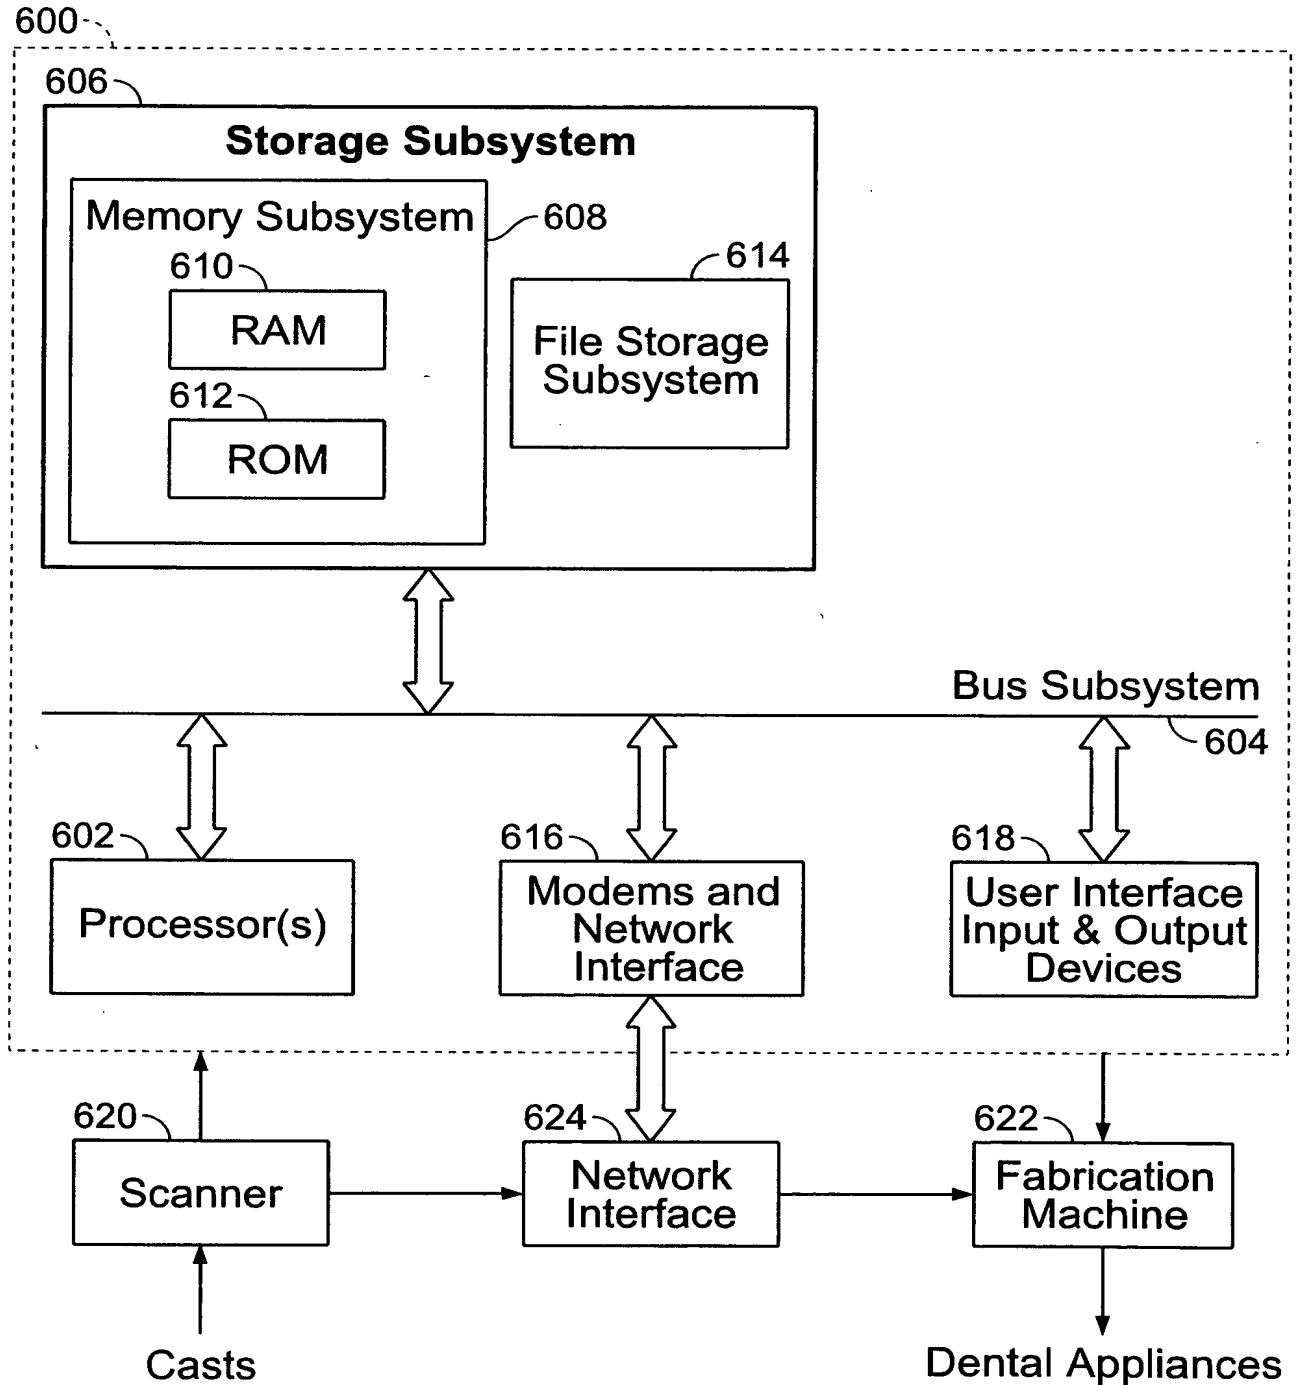 600
606
Storage Subsystem
Memory Subsystem
608
610
RAM
612
ROM
614
File Storage
Subsystem
Bus Subsystem
604
602
Processor(s)
616
Modems and
Network
Interface
618
User Interface
Input & Output
Devices
620
Scanner
624
Network
Interface
622
Fabrication
Machine
Casts
Dental Appliances